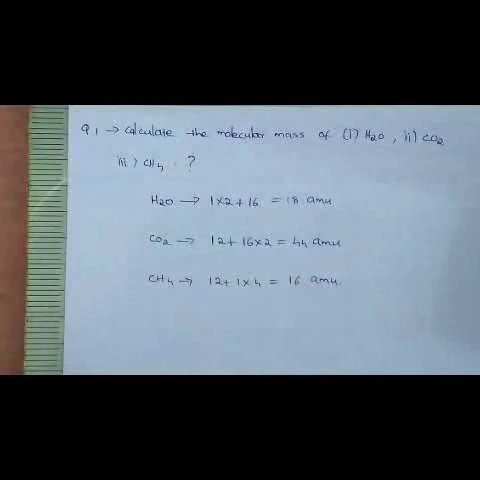 Q1 → Calculate the molecular mass of (i) H2O, ii) CO2
iii) CH4. ?
H2O → 1×2+16 = 18 amu
CO2 → 12+16×2 = 44 amu
CH4 → 12+1×4 = 16 amu.